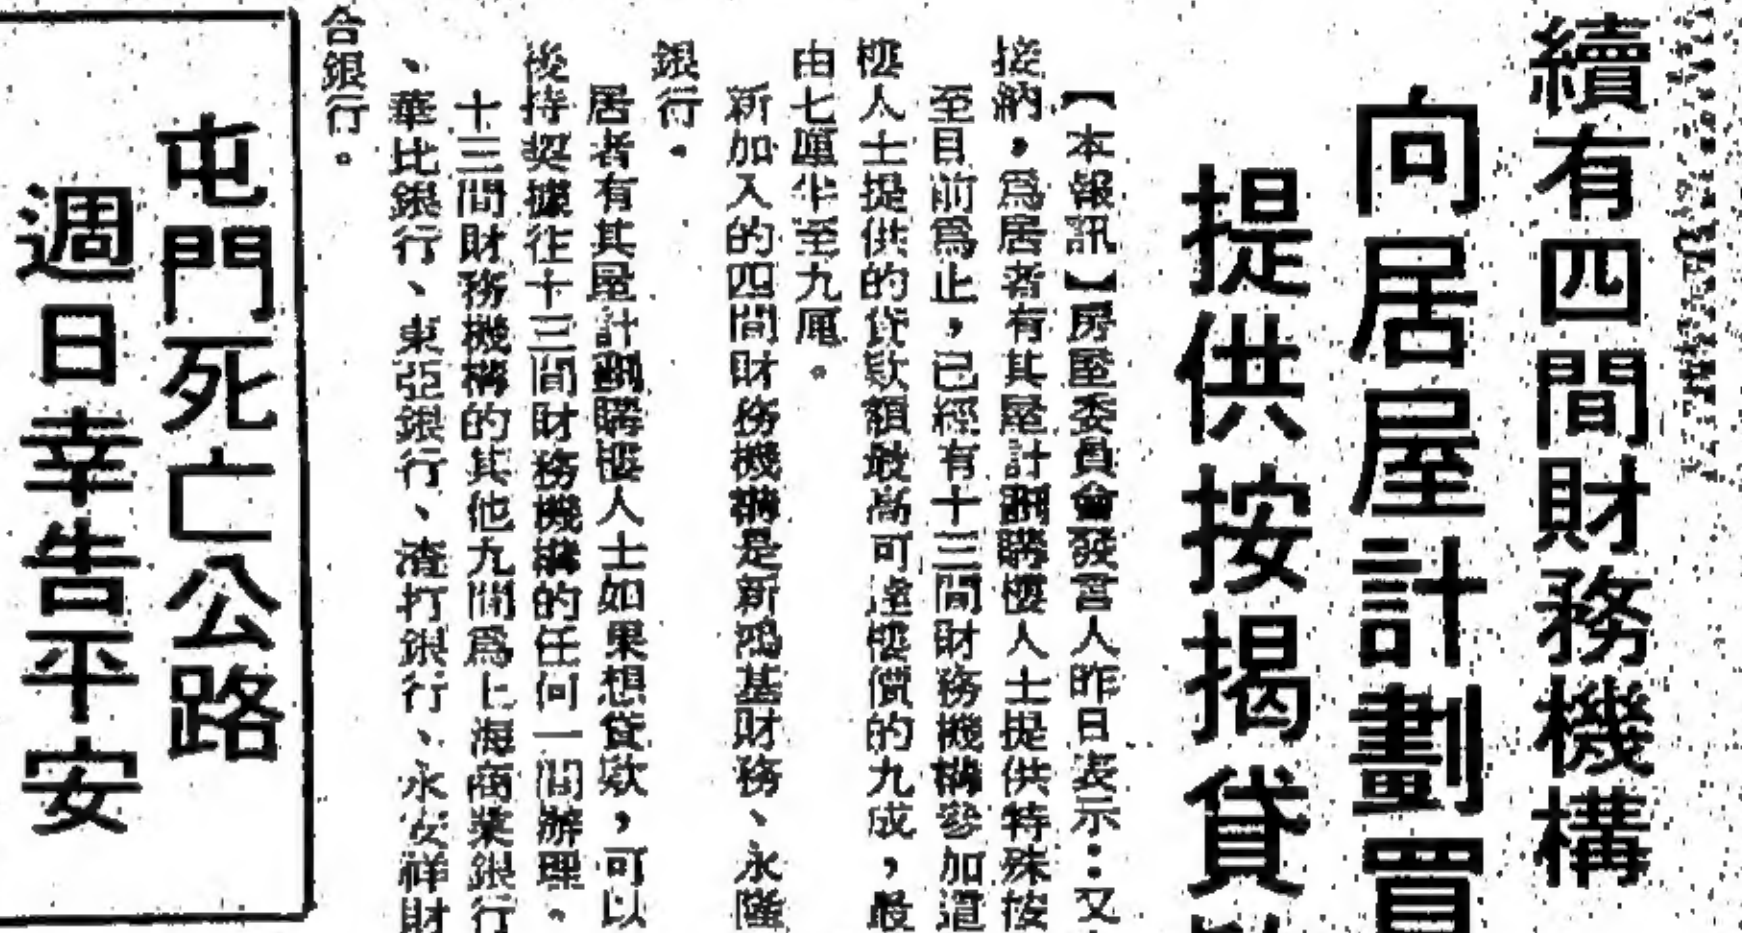 續有四間財務機構
向居屋計劃買
提供按揭貸
【本報訊】房屋委員會發言人昨日表示：又
接納，爲居者有其屋計劃購樓人士提供特殊按
至目前爲止，已經有十三間財務機構參加這
樓人士提供的貸款額最高可達樓價的九成，最
由七厘半至九厘。
新加入的四間財務機構是新鴻基財務、永隆
銀行。
居者有其屋計劃購樓人士如果想貸款，可以
後持契據往十三間財務機構的任何一間辦理。
十三間財務機構的其他九間爲上海商業銀行
、華比銀行、東亞銀行、渣打銀行、永安祥財
合銀行。
屯門死亡公路
週日幸告平安